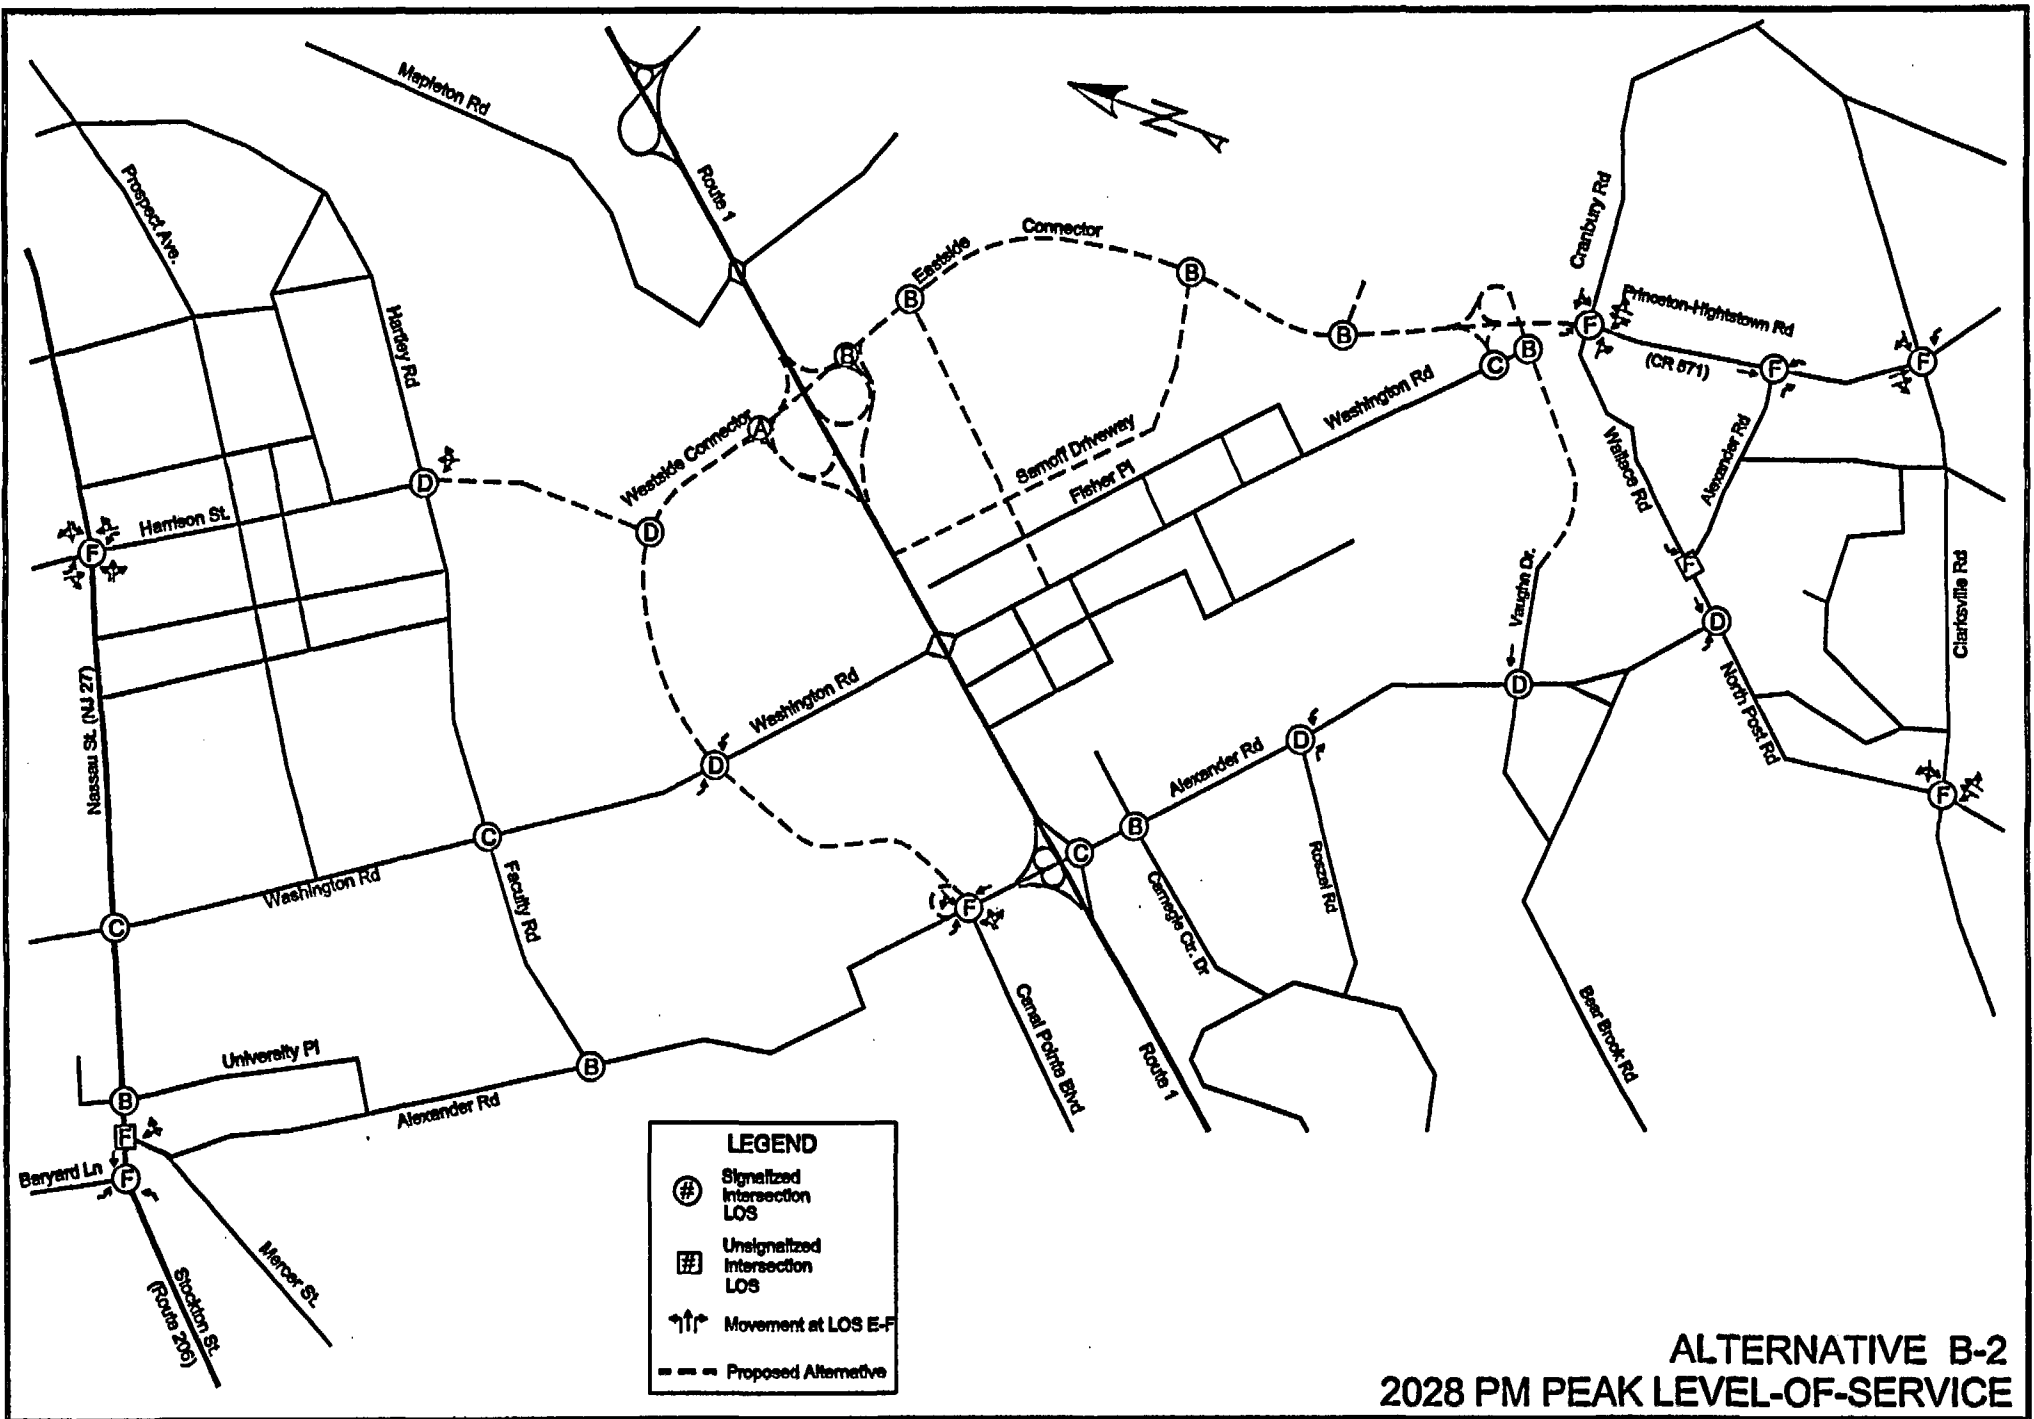 Mapleton Rd
Prospect Ave.
Route 1
N
Cranbury Rd
Eastside
Connector
B
B
B
Princeton-Hightstown Rd
(CR 571)
Hartley Rd
B
B
F
F
F
B
C
Washington Rd
Westside Connector
A
Sarnoff Driveway
Fisher Pl
Wallace Rd
Alexander Rd
D
D
Harrison St.
F
F
Vaughn Dr.
Clarksville Rd
D
D
North Post Rd
Nassau St. (NJ 27)
Washington Rd
D
D
Alexander Rd
F
C
B
C
Washington Rd
Faculty Rd
C
F
Carnegie Ctr. Dr
Roszel Rd
Canal Pointe Blvd
Route 1
Bear Brook Rd
University Pl
B
B
Alexander Rd
F
Baryard Ln
F
Mercer St.
Stockton St.
(Route 206)
LEGEND
# Signalized
Intersection
LOS
# Unsignalized
Intersection
LOS
Movement at LOS E-F
Proposed Alternative
ALTERNATIVE B-2
2028 PM PEAK LEVEL-OF-SERVICE